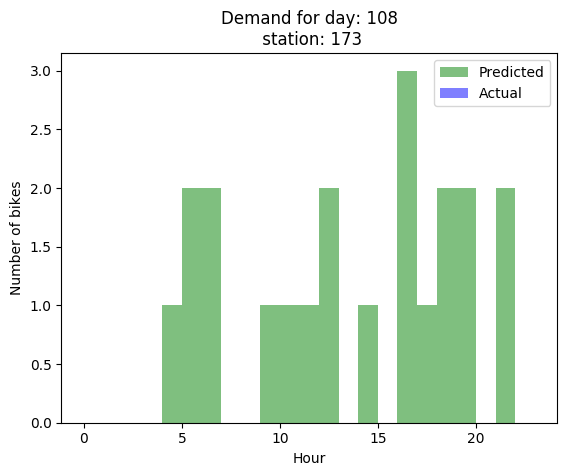 Demand for day: 108
station: 173
Predicted
Actual
3.0
2.5
2.0
1.5
1.0
0.5
0.0
Number of bikes
0 5 10 15 20
Hour